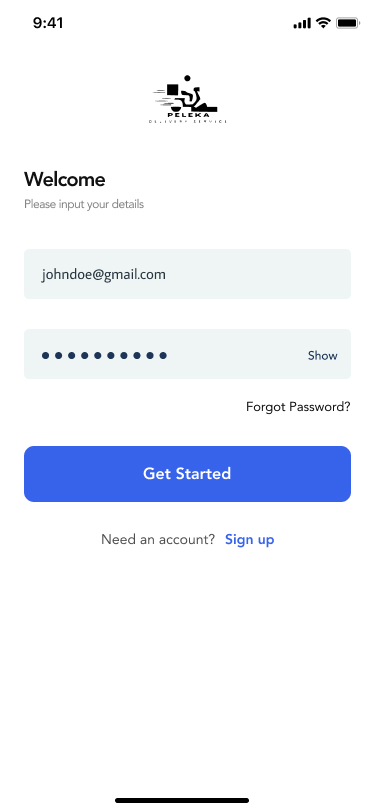 9:41
PELEKA
DELIVERY SERVICE
Welcome
Please input your details
johndoe@gmail.com
Show
Forgot Password?
Get Started
Need an account? Sign up